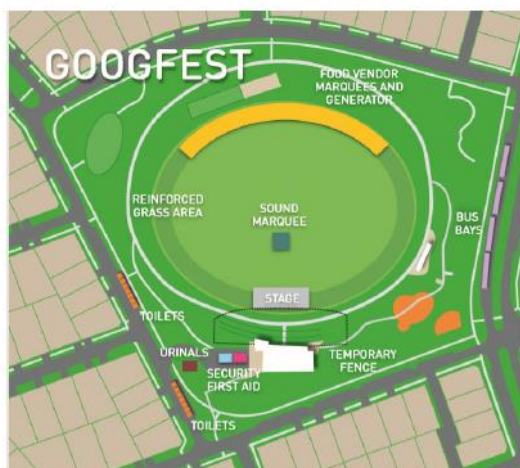 GOOGFEST
FOOD VENDOR
MARQUEES AND
GENERATOR
REINFORCED
GRASS AREA
SOUND
MARQUEE
BUS
BAYS
STAGE
TOILETS
URINALS
SECURITY
FIRST AID
TEMPORARY
FENCE
TOILETS